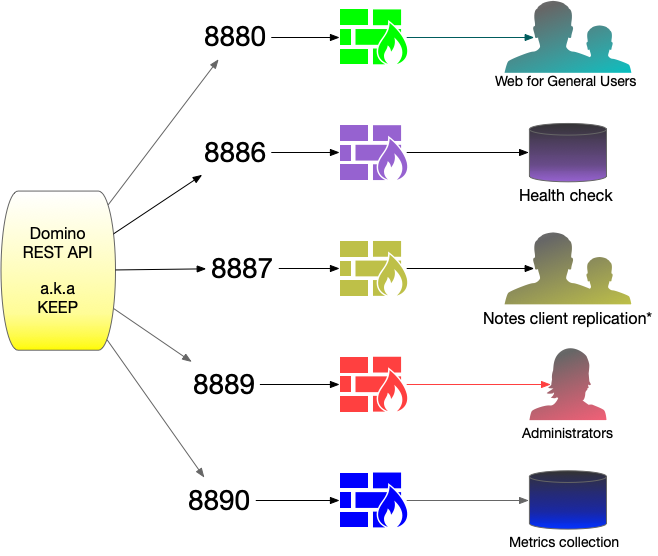 8880
Web for General Users
8886
Health check
Domino
REST API
a.k.a
KEEP
8887
Notes client replication*
8889
Administrators
8890
Metrics collection